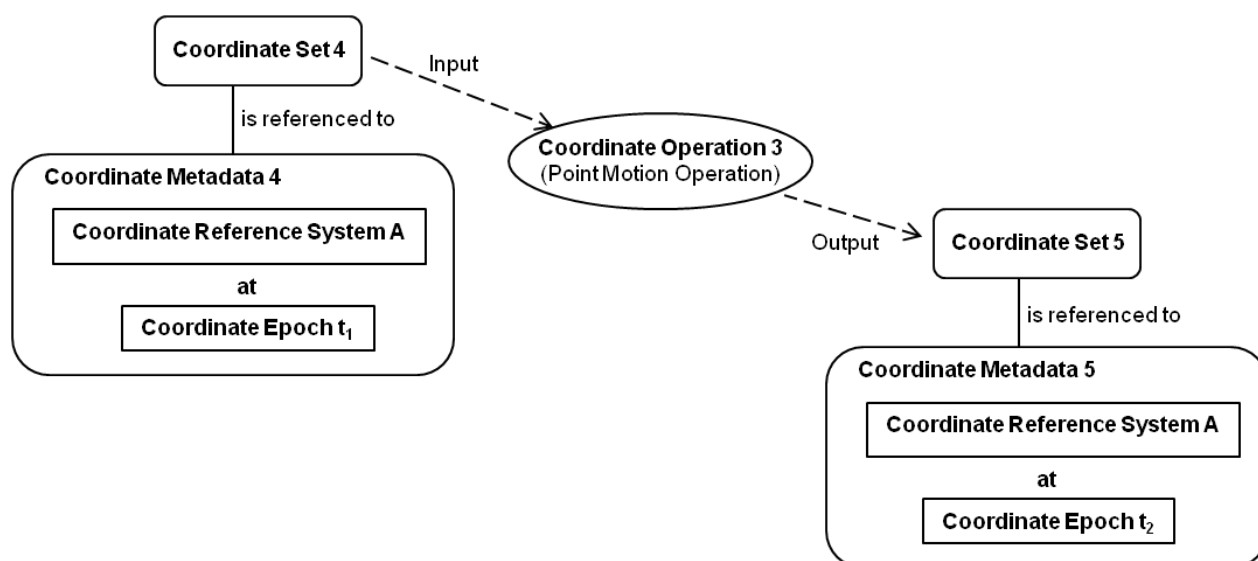 Coordinate Set 4
Input
is referenced to
Coordinate Operation 3
(Point Motion Operation)
Coordinate Metadata 4
Coordinate Reference System A
at
Coordinate Epoch t₁
Output
Coordinate Set 5
is referenced to
Coordinate Metadata 5
Coordinate Reference System A
at
Coordinate Epoch t₂